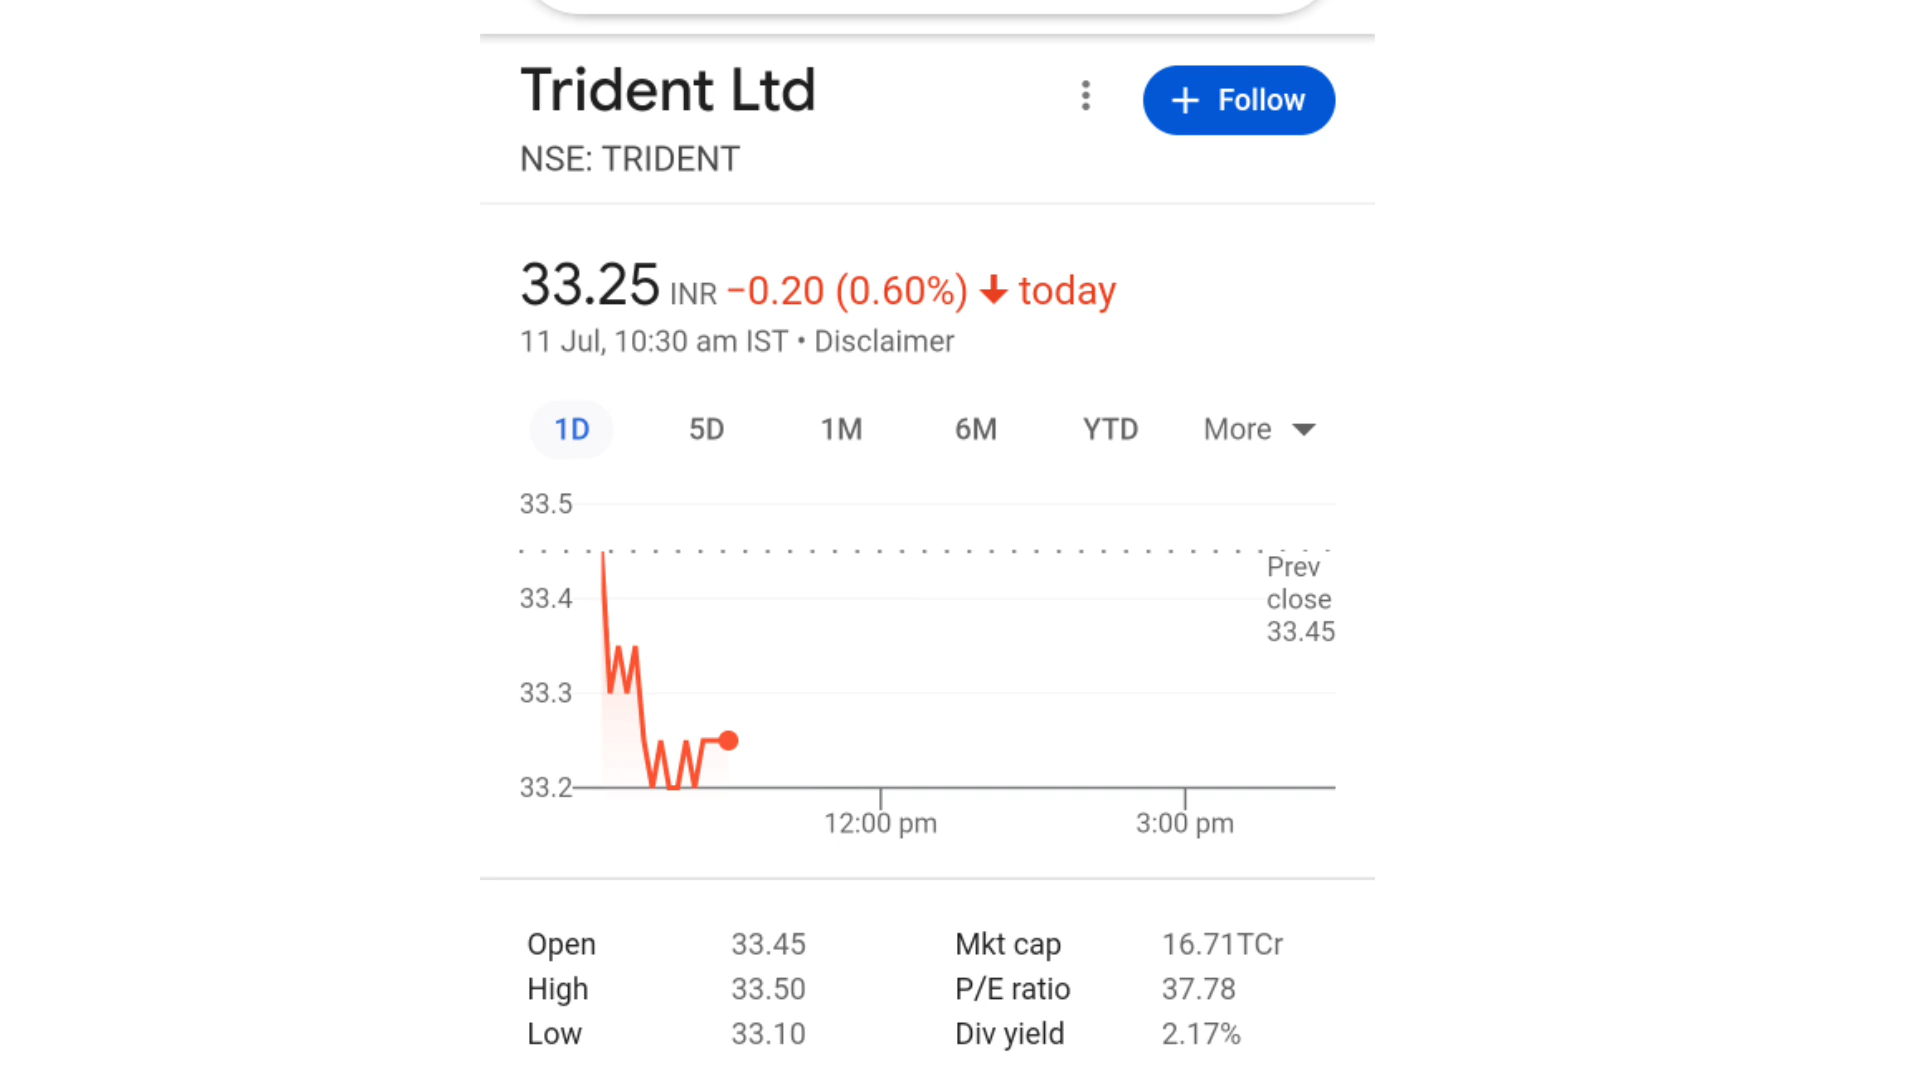 Trident Ltd
+ Follow
NSE: TRIDENT
33.25 INR −0.20 (0.60%) ↓ today
11 Jul, 10:30 am IST • Disclaimer
1D 5D 1M 6M YTD More
33.5
33.4
33.3
33.2
Prev
close
33.45
12:00 pm 3:00 pm
Open 33.45 Mkt cap 16.71TCr
High 33.50 P/E ratio 37.78
Low 33.10 Div yield 2.17%